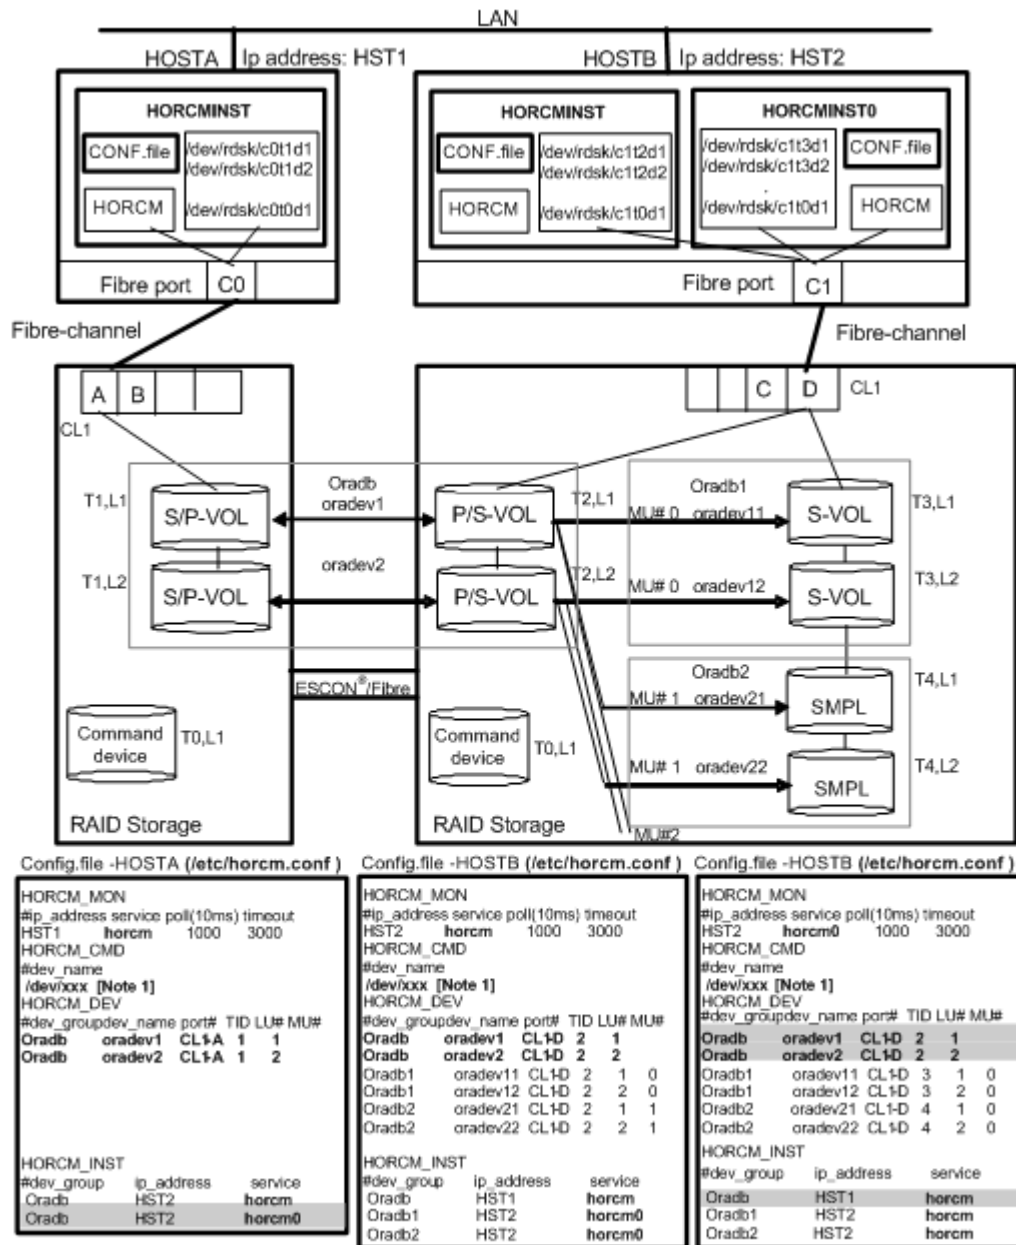 LAN
HOSTA Ip address: HST1
HOSTB Ip address: HST2
HORCMINST
CONF.file
HORCM
/dev/rdsk/c0t1d1
/dev/rdsk/c0t1d2
/dev/rdsk/c0t0d1
Fibre port C0
HORCMINST
CONF.file
HORCM
/dev/rdsk/c1t2d1
/dev/rdsk/c1t2d2
/dev/rdsk/c1t0d1
HORCMINST0
/dev/rdsk/c1t3d1
/dev/rdsk/c1t3d2
.
/dev/rdsk/c1t0d1
CONF.file
HORCM
Fibre port C1
Fibre-channel
Fibre-channel
A B
CL1
C D CL1
T1,L1
S/P-VOL
Oradb
oradev1
P/S-VOL
T2,L1
Oradb1
MU# 0 oradev11
S-VOL
T3,L1
T1,L2
S/P-VOL
oradev2
P/S-VOL
T2,L2
MU# 0 oradev12
S-VOL
T3,L2
ESCON®/Fibre
Oradb2
MU# 1 oradev21
SMPL
T4,L1
MU# 1 oradev22
SMPL
T4,L2
MU#2
Command
device
T0,L1
Command
device
T0,L1
RAID Storage
RAID Storage
Config.file -HOSTA (/etc/horcm.conf )
HORCM_MON
#ip_address service poll(10ms) timeout
HST1 horcm 1000 3000
HORCM_CMD
#dev_name
/dev/xxx [Note 1]
HORCM_DEV
#dev_groupdev_name port# TID LU# MU#
Oradb oradev1 CL1-A 1 1
Oradb oradev2 CL1-A 1 2
HORCM_INST
#dev_group ip_address service
Oradb HST2 horcm
Oradb HST2 horcm0
Config.file -HOSTB (/etc/horcm.conf )
HORCM_MON
#ip_address service poll(10ms) timeout
HST2 horcm 1000 3000
HORCM_CMD
#dev_name
/dev/xxx [Note 1]
HORCM_DEV
#dev_groupdev_name port# TID LU# MU#
Oradb oradev1 CL1-D 2 1
Oradb oradev2 CL1-D 2 2
Oradb1 oradev11 CL1-D 2 1 0
Oradb1 oradev12 CL1-D 2 2 0
Oradb2 oradev21 CL1-D 2 1 1
Oradb2 oradev22 CL1-D 2 2 1
HORCM_INST
#dev_group ip_address service
Oradb HST1 horcm
Oradb1 HST2 horcm0
Oradb2 HST2 horcm0
Config.file -HOSTB (/etc/horcm.conf )
HORCM_MON
#ip_address service poll(10ms) timeout
HST2 horcm0 1000 3000
HORCM_CMD
#dev_name
/dev/xxx [Note 1]
HORCM_DEV
#dev_groupdev_name port# TID LU# MU#
Oradb oradev1 CL1-D 2 1
Oradb oradev2 CL1-D 2 2
Oradb1 oradev11 CL1-D 3 1 0
Oradb1 oradev12 CL1-D 3 2 0
Oradb2 oradev21 CL1-D 4 1 0
Oradb2 oradev22 CL1-D 4 2 0
HORCM_INST
#dev_group ip_address service
Oradb HST1 horcm
Oradb1 HST2 horcm
Oradb2 HST2 horcm